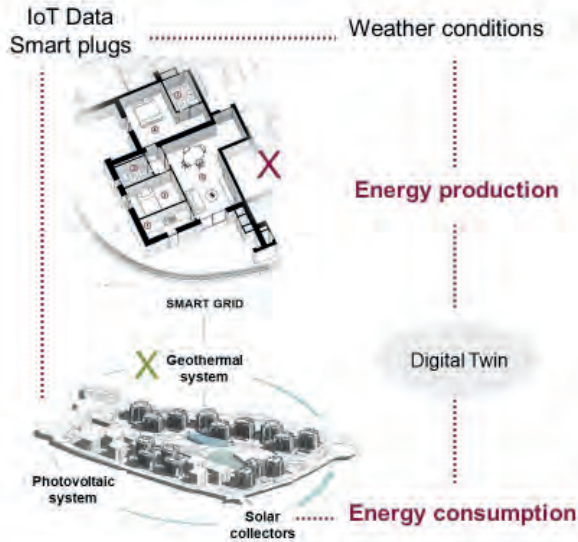 IoT Data
Smart plugs
Weather conditions
Energy production
SMART GRID
Geothermal
system
Digital Twin
Photovoltaic
system
Solar
collectors
Energy consumption